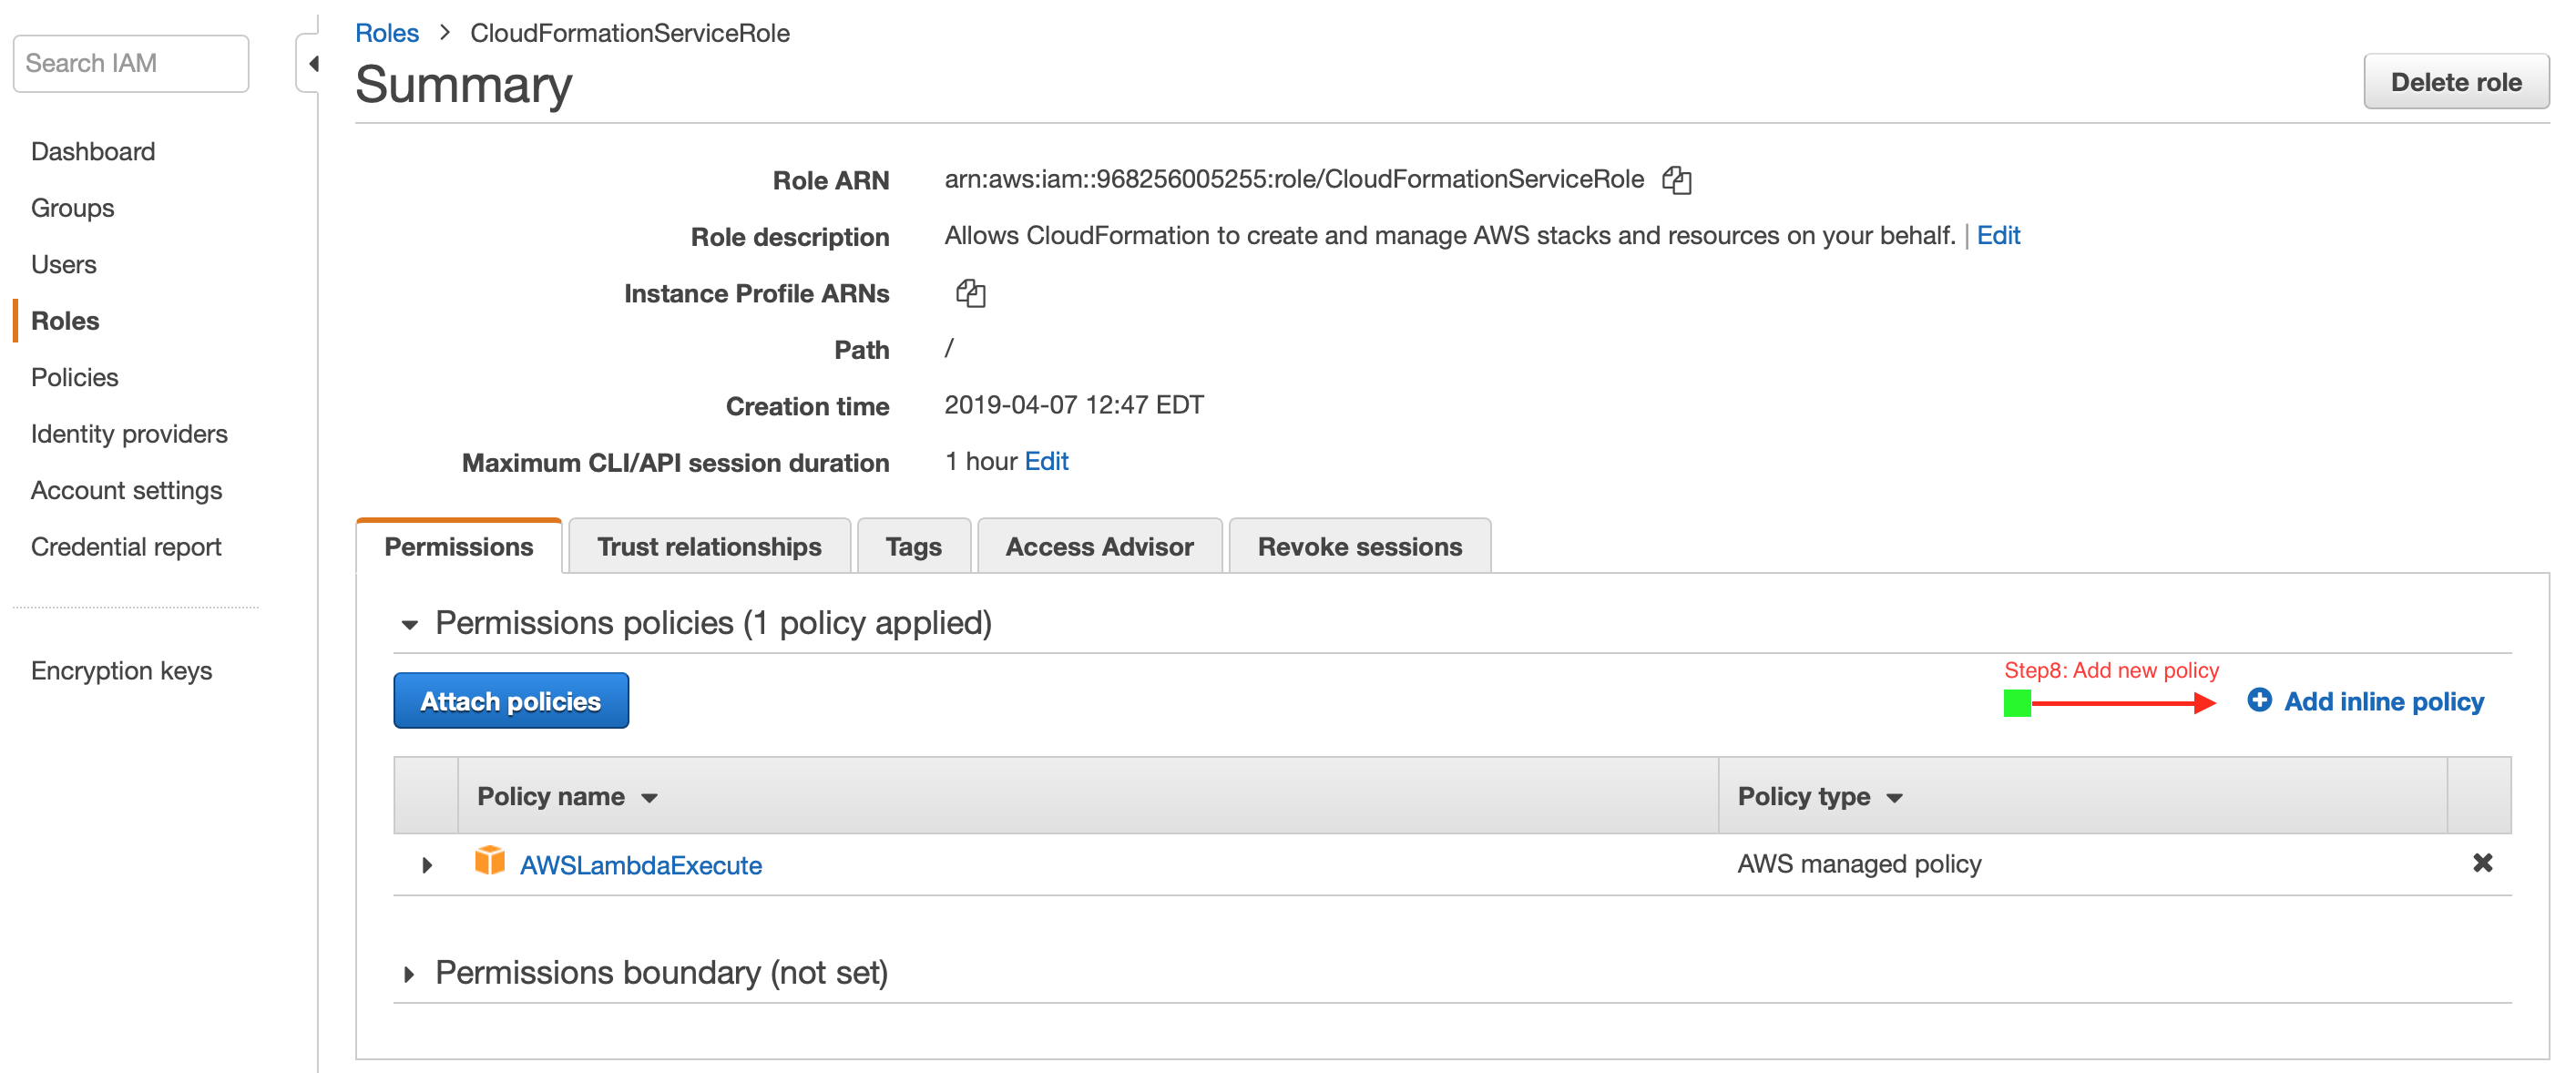 Search IAM
Dashboard
Groups
Users
Roles
Policies
Identity providers
Account settings
Credential report
Encryption keys
Roles > CloudFormationServiceRole
Summary
Delete role
Role ARN arn:aws:iam::968256005255:role/CloudFormationServiceRole
Role description Allows CloudFormation to create and manage AWS stacks and resources on your behalf. | Edit
Instance Profile ARNs
Path /
Creation time 2019-04-07 12:47 EDT
Maximum CLI/API session duration 1 hour Edit
Permissions Trust relationships Tags Access Advisor Revoke sessions
Permissions policies (1 policy applied)
Step8: Add new policy
Attach policies Add inline policy
Policy name Policy type
AWSLambdaExecute AWS managed policy
Permissions boundary (not set)